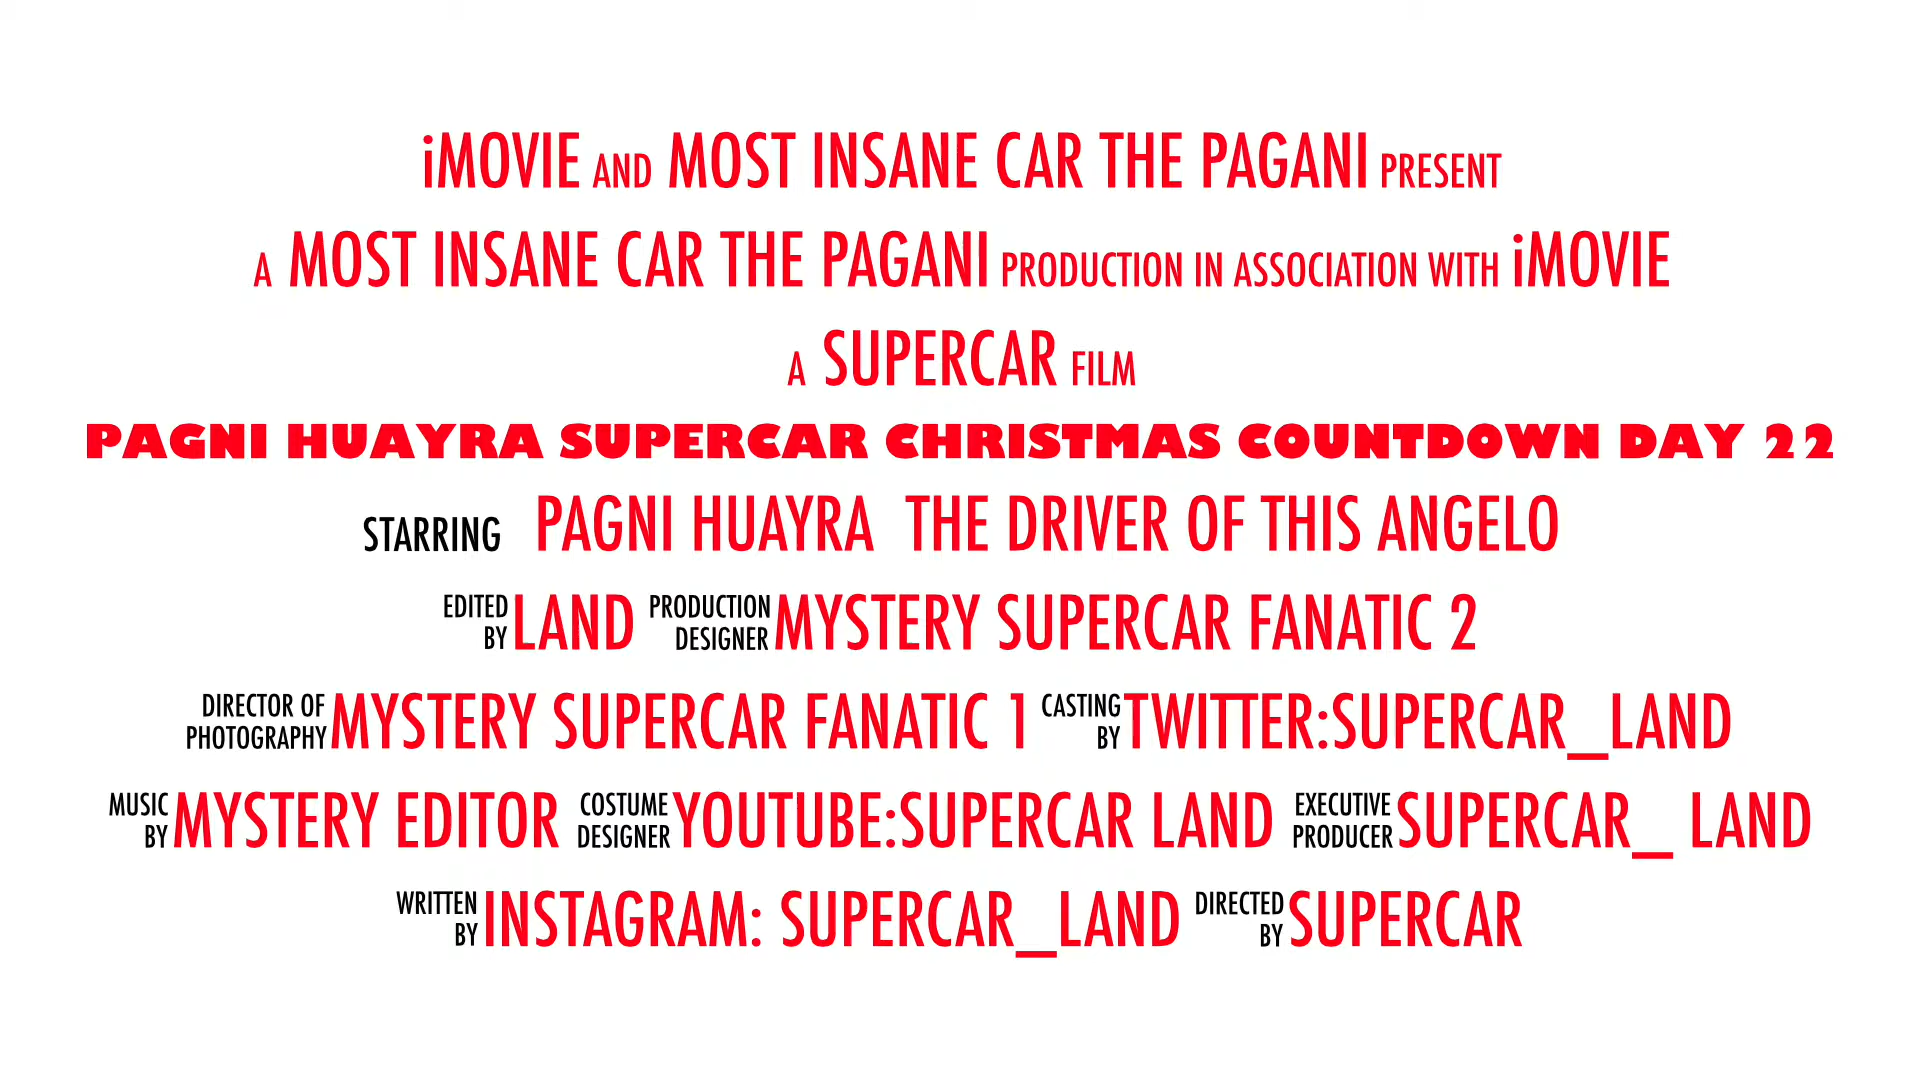 iMOVIE AND MOST INSANE CAR THE PAGANI PRESENT
A MOST INSANE CAR THE PAGANI PRODUCTION IN ASSOCIATION WITH iMOVIE
A SUPERCAR FILM
PAGNI HUAYRA SUPERCAR CHRISTMAS COUNTDOWN DAY 22
STARRING PAGNI HUAYRA THE DRIVER OF THIS ANGELO
EDITED BY LAND PRODUCTION DESIGNER MYSTERY SUPERCAR FANATIC 2
DIRECTOR OF PHOTOGRAPHY MYSTERY SUPERCAR FANATIC 1 CASTING BY TWITTER:SUPERCAR_LAND
MUSIC BY MYSTERY EDITOR COSTUME DESIGNER YOUTUBE:SUPERCAR LAND EXECUTIVE PRODUCER SUPERCAR_ LAND
WRITTEN BY INSTAGRAM: SUPERCAR_LAND DIRECTED BY SUPERCAR